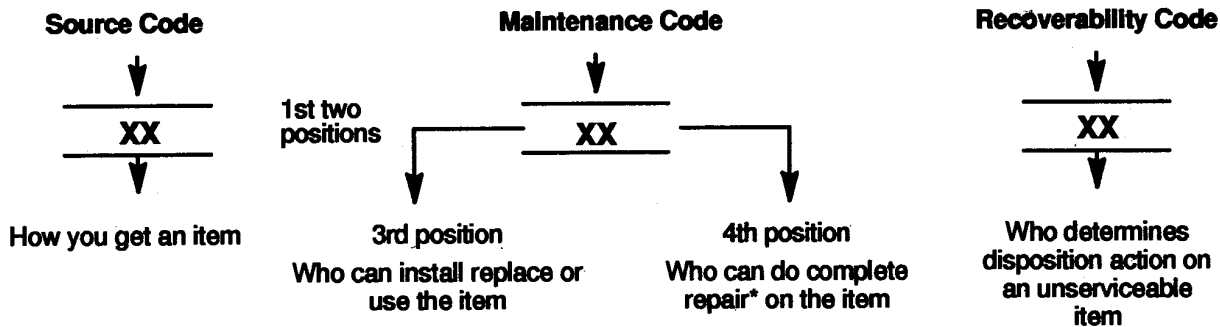 Source Code
Maintenance Code
Recoverability Code
XX
1st two
positions
XX
XX
How you get an item
3rd position
Who can install replace or
use the item
4th position
Who can do complete
repair* on the item
Who determines
disposition action on
an unserviceable
item